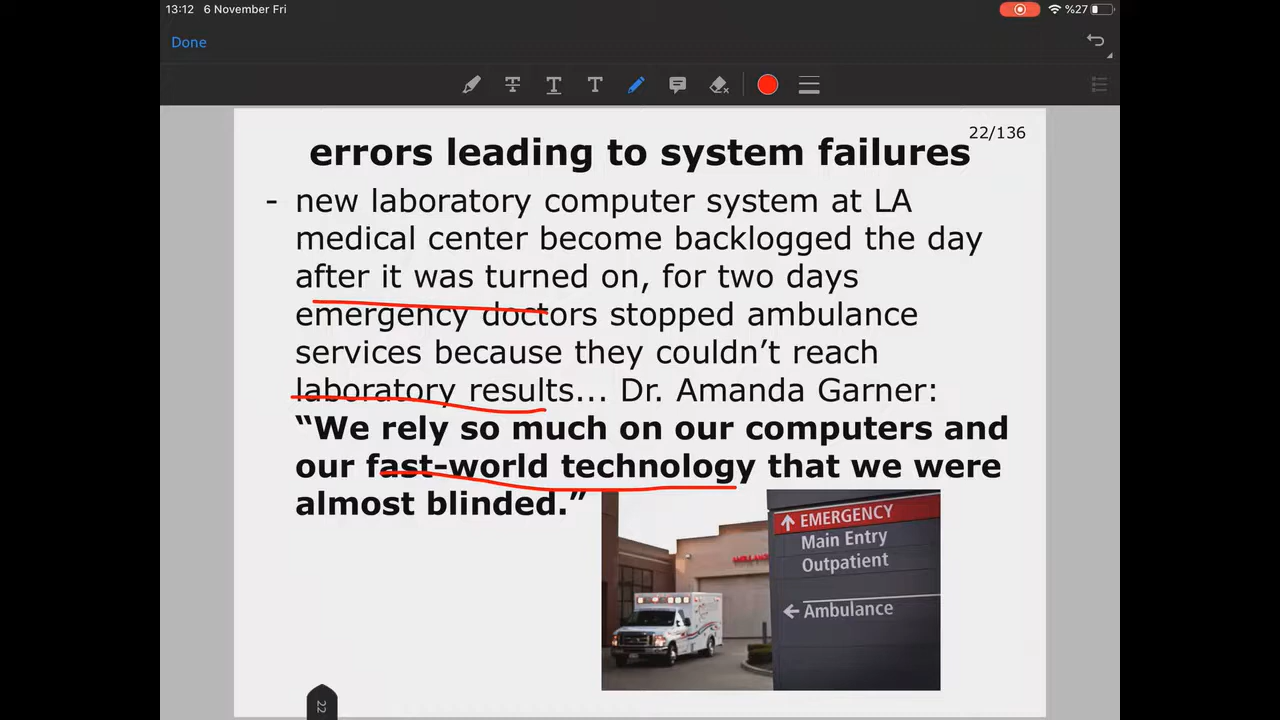 13:12 6 November Fri %27
Done
22/136
errors leading to system failures
- new laboratory computer system at LA
medical center become backlogged the day
after it was turned on, for two days
emergency doctors stopped ambulance
services because they couldn't reach
laboratory results... Dr. Amanda Garner:
“We rely so much on our computers and
our fast-world technology that we were
almost blinded.”
EMERGENCY
Main Entry
Outpatient
Ambulance
22